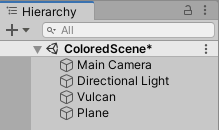 Hierarchy
All
ColoredScene*
Main Camera
Directional Light
Vulcan
Plane